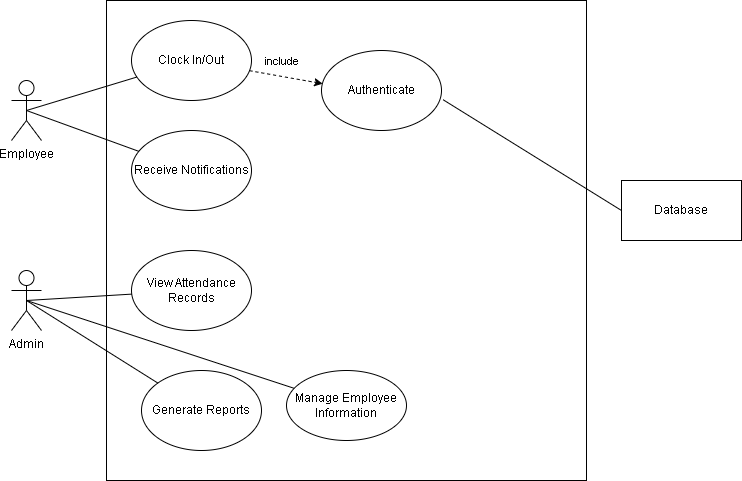 Clock In/Out
include
Authenticate
Employee
Receive Notifications
Database
View Attendance
Records
Admin
Generate Reports
Manage Employee
Information